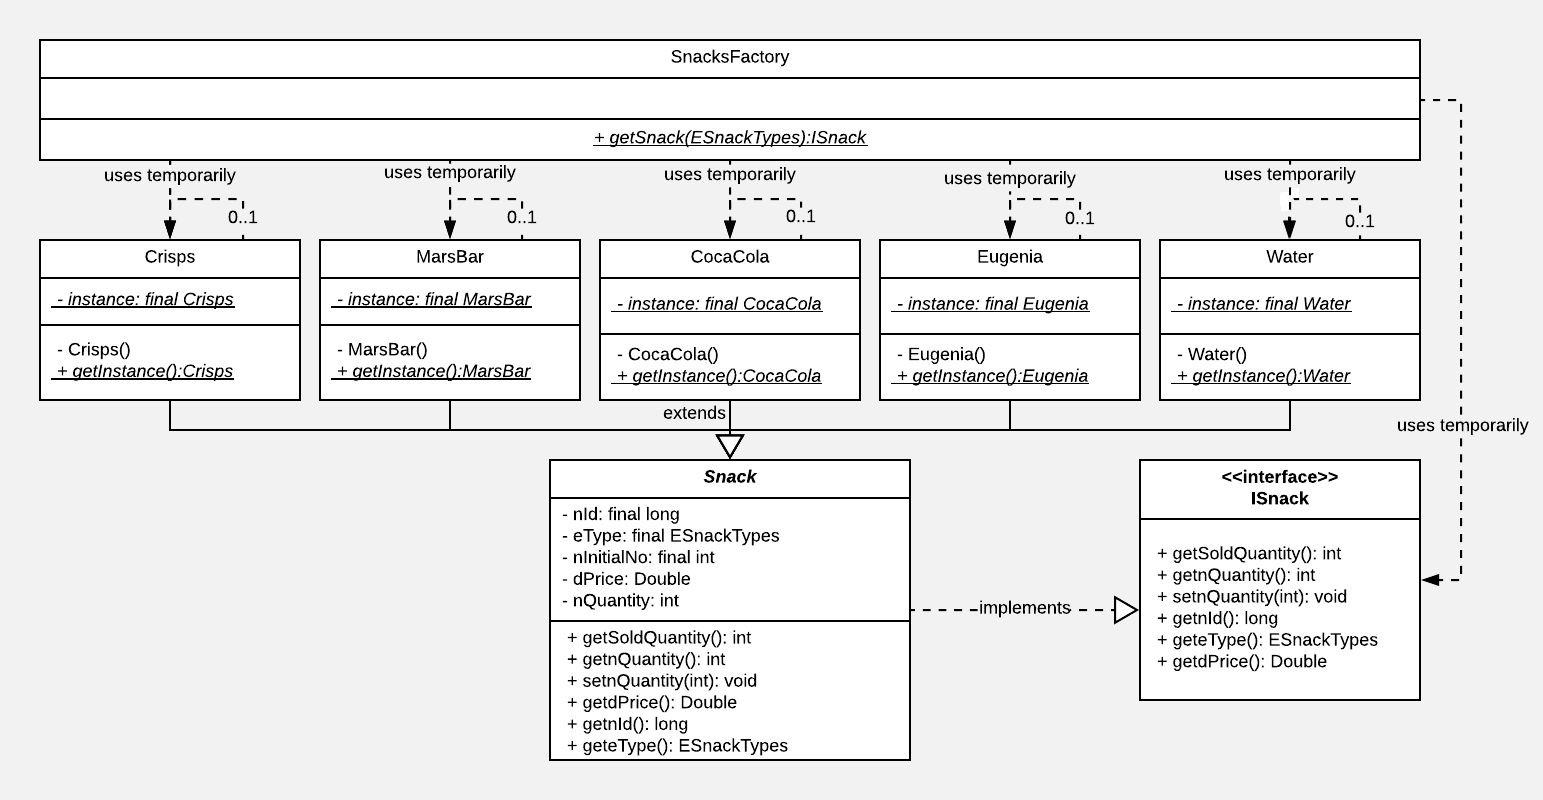 SnacksFactory
+ getSnack(ESnackTypes):ISnack
uses temporarily
uses temporarily
uses temporarily
uses temporarily
uses temporarily
0..1
0..1
0..1
0..1
0..1
Crisps
- instance: final Crisps
- Crisps()
+ getInstance():Crisps
MarsBar
- instance: final MarsBar
- MarsBar()
+ getInstance():MarsBar
CocaCola
- instance: final CocaCola
- CocaCola()
+ getInstance():CocaCola
Eugenia
- instance: final Eugenia
- Eugenia()
+ getInstance():Eugenia
Water
- instance: final Water
- Water()
+ getInstance():Water
extends
uses temporarily
Snack
- nId: final long
- eType: final ESnackTypes
- nInitialNo: final int
- dPrice: Double
- nQuantity: int
+ getSoldQuantity(): int
+ getnQuantity(): int
+ setnQuantity(int): void
+ getdPrice(): Double
+ getnId(): long
+ geteType(): ESnackTypes
implements
<<interface>>
ISnack
+ getSoldQuantity(): int
+ getnQuantity(): int
+ setnQuantity(int): void
+ getnId(): long
+ geteType(): ESnackTypes
+ getdPrice(): Double